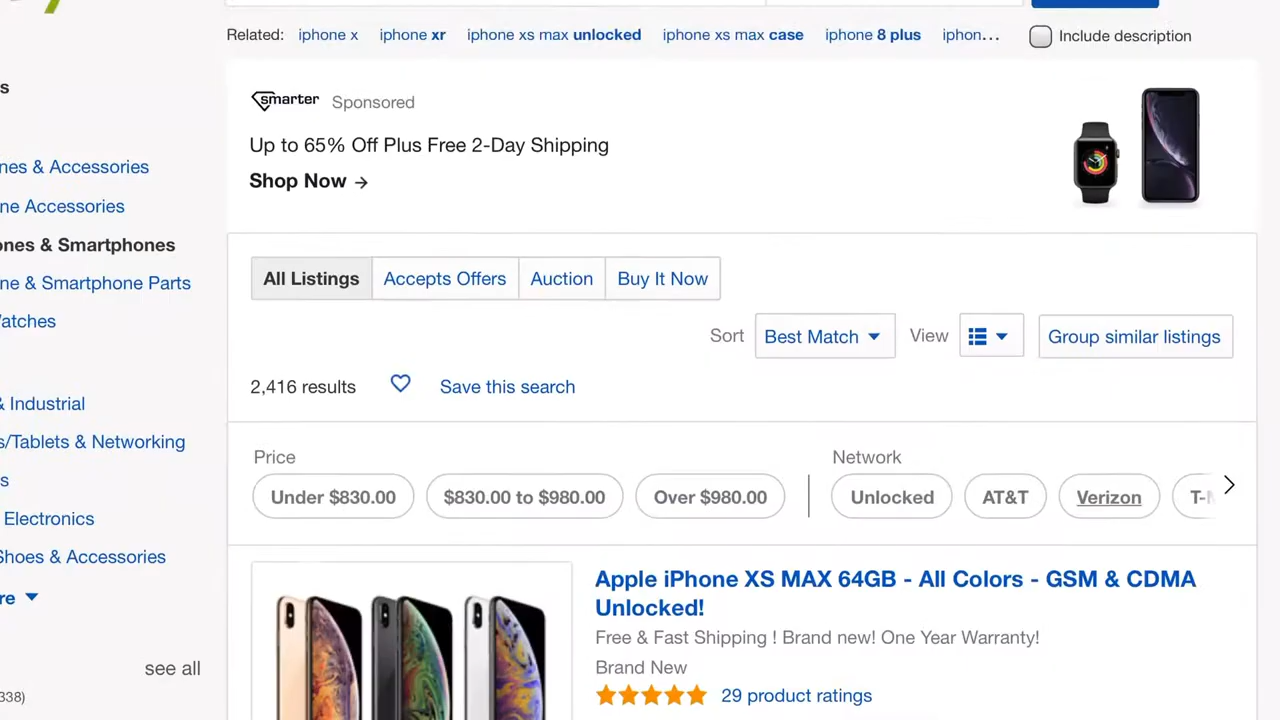 Related: iphone x iphone xr iphone xs max unlocked iphone xs max case iphone 8 plus iphon... Include description
s
smarter Sponsored
Up to 65% Off Plus Free 2-Day Shipping
Shop Now →
nes & Accessories
ne Accessories
ones & Smartphones
ne & Smartphone Parts
Watches
& Industrial
s/Tablets & Networking
s
Electronics
Shoes & Accessories
re
see all
338)
All Listings Accepts Offers Auction Buy It Now
Sort Best Match View Group similar listings
2,416 results Save this search
Price Network
Under $830.00 $830.00 to $980.00 Over $980.00 Unlocked AT&T Verizon T-M
Apple iPhone XS MAX 64GB - All Colors - GSM & CDMA
Unlocked!
Free & Fast Shipping ! Brand new! One Year Warranty!
Brand New
29 product ratings